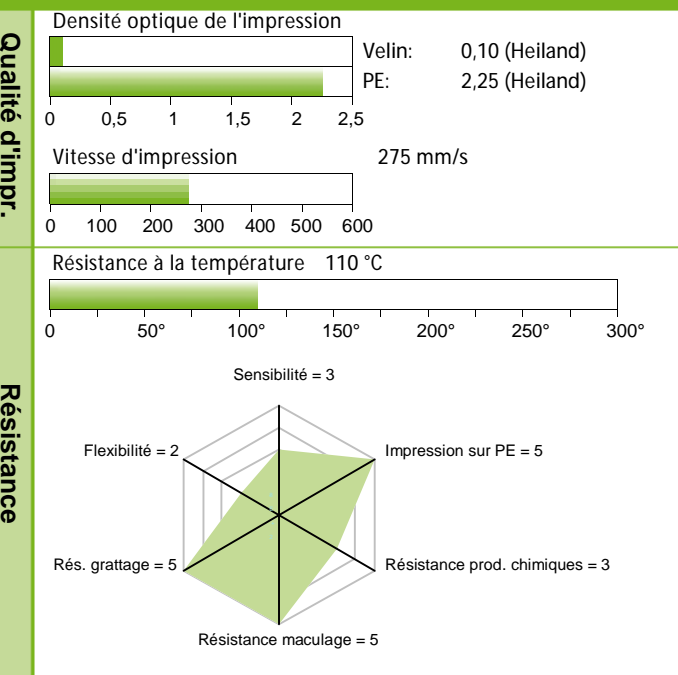 Qualité d'impr.
Densité optique de l'impression
Velin: 0,10 (Heiland)
PE: 2,25 (Heiland)
0 0,5 1 1,5 2 2,5
Vitesse d'impression 275 mm/s
0 100 200 300 400 500 600
Résistance
Résistance à la température 110 °C
0 50° 100° 150° 200° 250° 300°
Sensibilité = 3
Flexibilité = 2 Impression sur PE = 5
Rés. grattage = 5 Résistance prod. chimiques = 3
Résistance maculage = 5